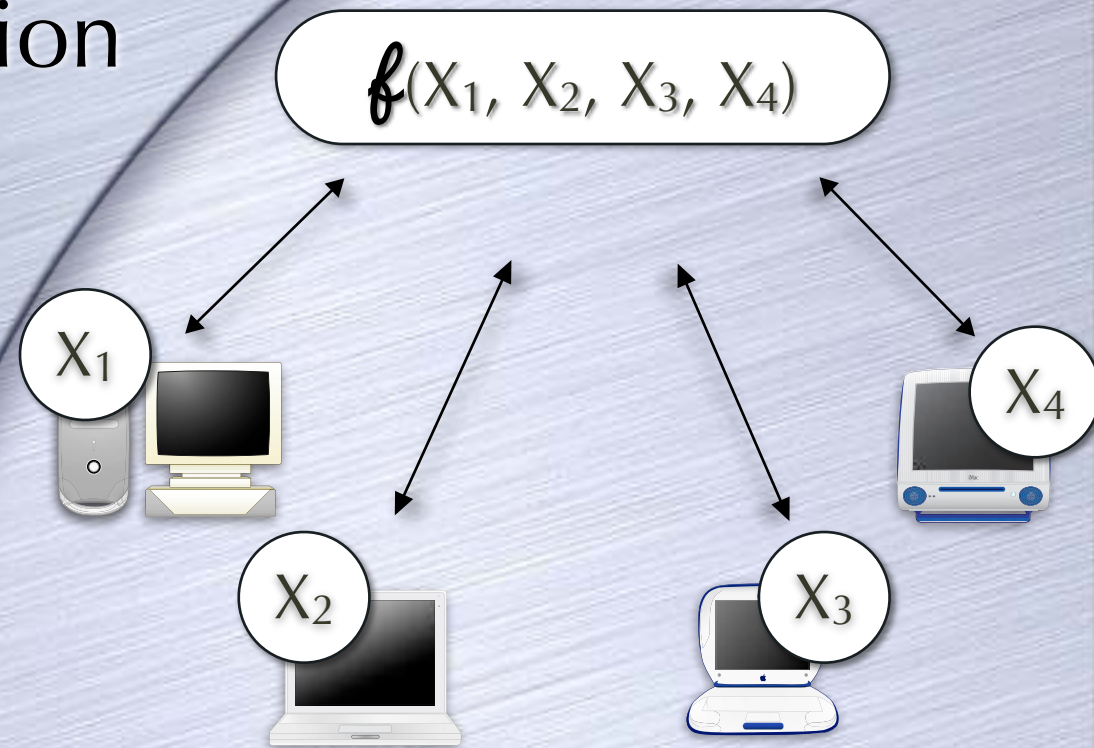 ion
f(X₁, X₂, X₃, X₄)
X₁
X₄
X₂
X₃